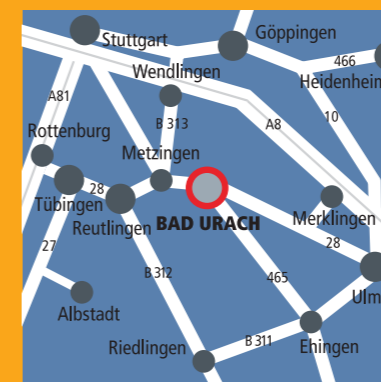 Stuttgart
Göppingen
466
Wendlingen
Heidenheim
A81
10
B 313
A8
Rottenburg
Metzingen
28
Tübingen
BAD URACH
Merklingen
Reutlingen
27
28
B 312
465
Ulm
Albstadt
B 311
Riedlingen
Ehingen